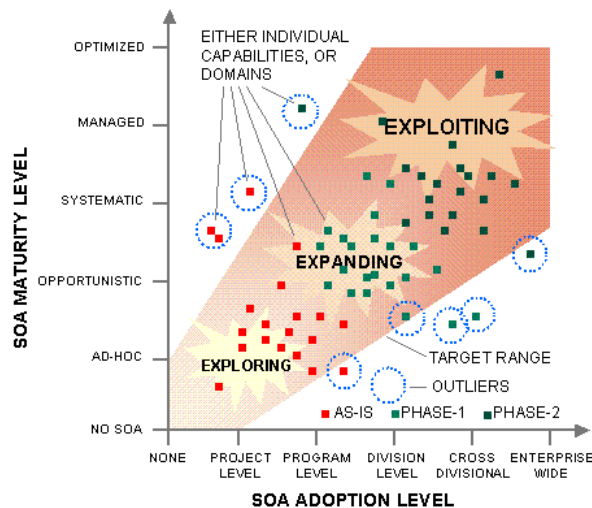 OPTIMIZED
EITHER INDIVIDUAL
CAPABILITIES, OR
DOMAINS
MANAGED
EXPLOITING
SYSTEMATIC
SOA MATURITY LEVEL
EXPANDING
OPPORTUNISTIC
AD-HOC
EXPLORING
TARGET RANGE
OUTLIERS
AS-IS PHASE-1 PHASE-2
NO SOA
NONE PROJECT LEVEL PROGRAM LEVEL DIVISION LEVEL CROSS DIVISIONAL ENTERPRISE WIDE
SOA ADOPTION LEVEL